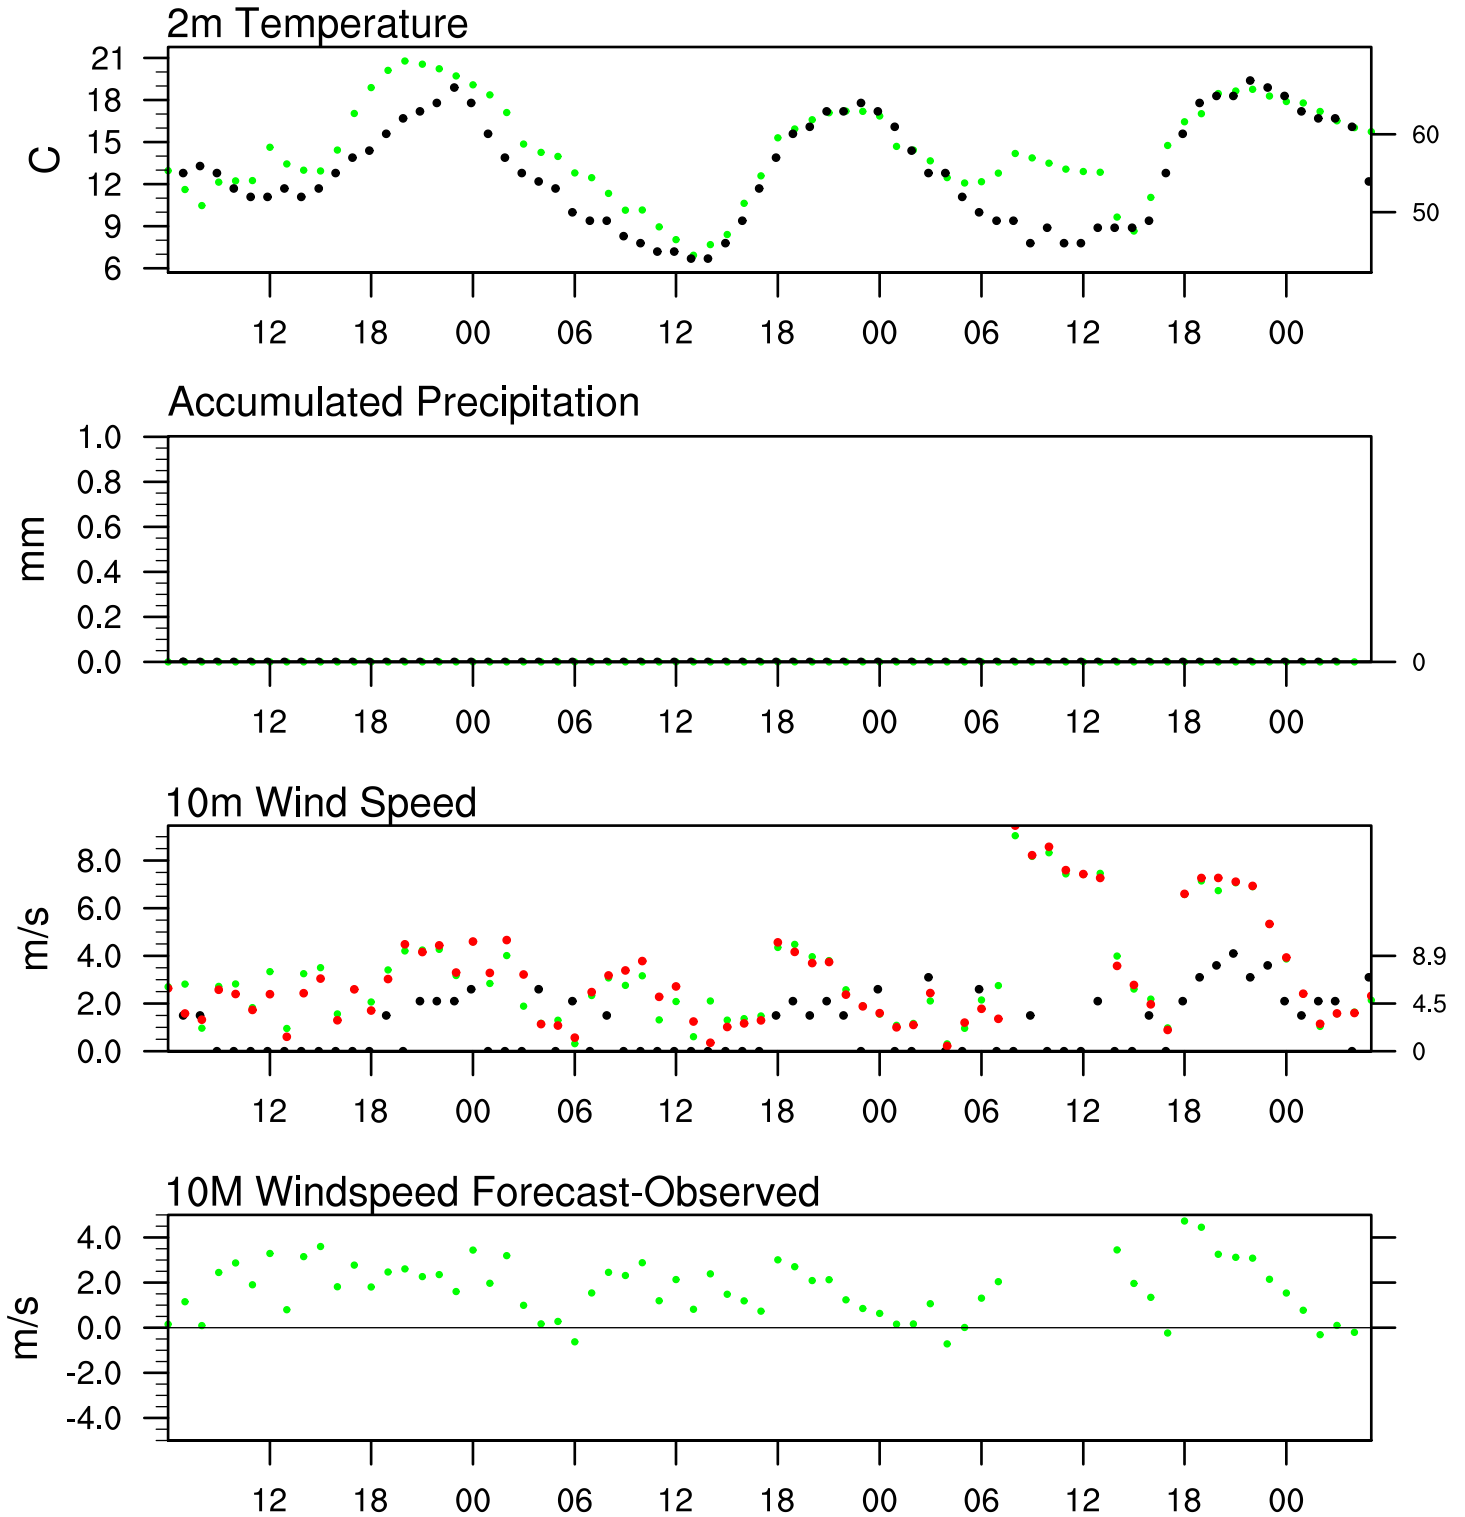 2m Temperature
21
18
15
12
9
6
C
60
50
12 18 00 06 12 18 00 06 12 18 00
Accumulated Precipitation
1.0
0.8
0.6
0.4
0.2
0.0
mm
0
12 18 00 06 12 18 00 06 12 18 00
10m Wind Speed
8.0
6.0
4.0
2.0
0.0
m/s
8.9
4.5
0
12 18 00 06 12 18 00 06 12 18 00
10M Windspeed Forecast-Observed
4.0
2.0
0.0
-2.0
-4.0
m/s
12 18 00 06 12 18 00 06 12 18 00